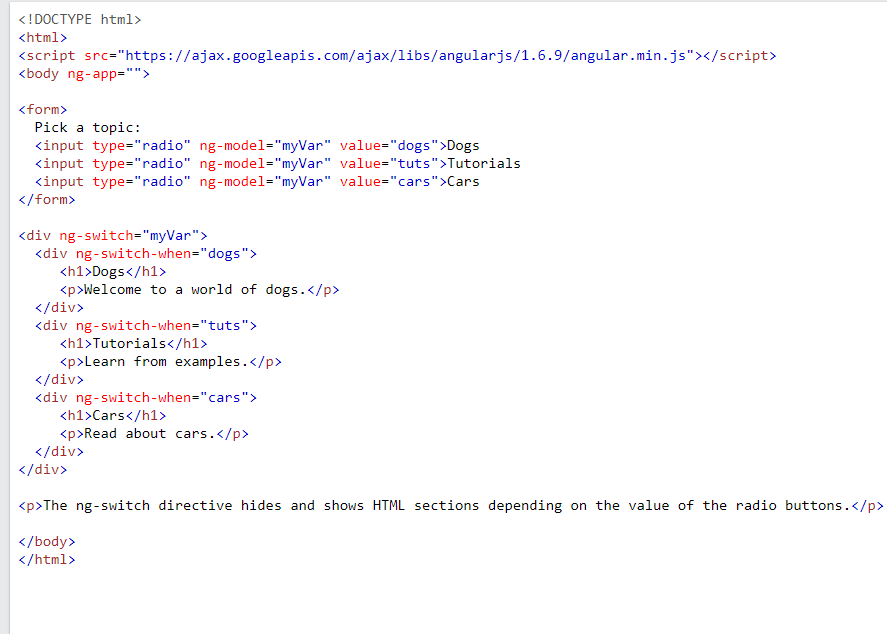 <!DOCTYPE html>
<html>
<script src="https://ajax.googleapis.com/ajax/libs/angularjs/1.6.9/angular.min.js"></script>
<body ng-app="">

<form>
  Pick a topic:
  <input type="radio" ng-model="myVar" value="dogs">Dogs
  <input type="radio" ng-model="myVar" value="tuts">Tutorials
  <input type="radio" ng-model="myVar" value="cars">Cars
</form>

<div ng-switch="myVar">
  <div ng-switch-when="dogs">
     <h1>Dogs</h1>
     <p>Welcome to a world of dogs.</p>
  </div>
  <div ng-switch-when="tuts">
     <h1>Tutorials</h1>
     <p>Learn from examples.</p>
  </div>
  <div ng-switch-when="cars">
     <h1>Cars</h1>
     <p>Read about cars.</p>
  </div>
</div>

<p>The ng-switch directive hides and shows HTML sections depending on the value of the radio buttons.</p>

</body>
</html>